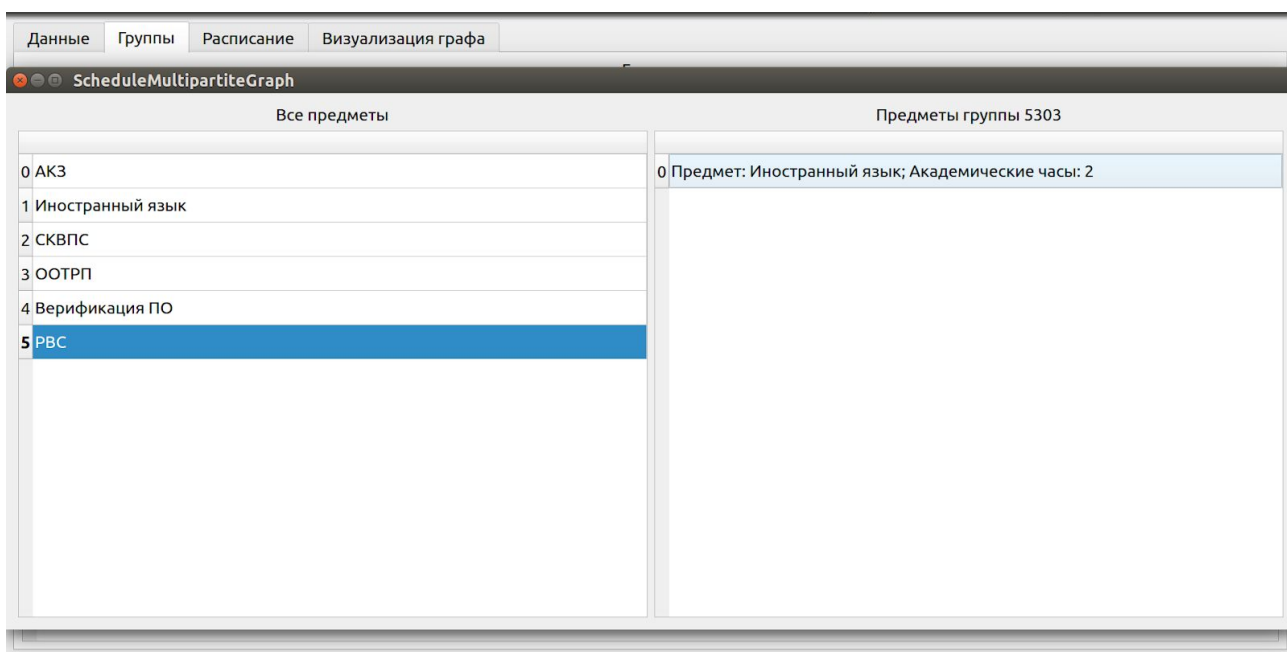 Данные Группы Расписание Визуализация графа
ScheduleMultipartiteGraph
Все предметы Предметы группы 5303
0 АКЗ 0 Предмет: Иностранный язык; Академические часы: 2
1 Иностранный язык
2 СКВПС
3 ООТРП
4 Верификация ПО
5 РВС